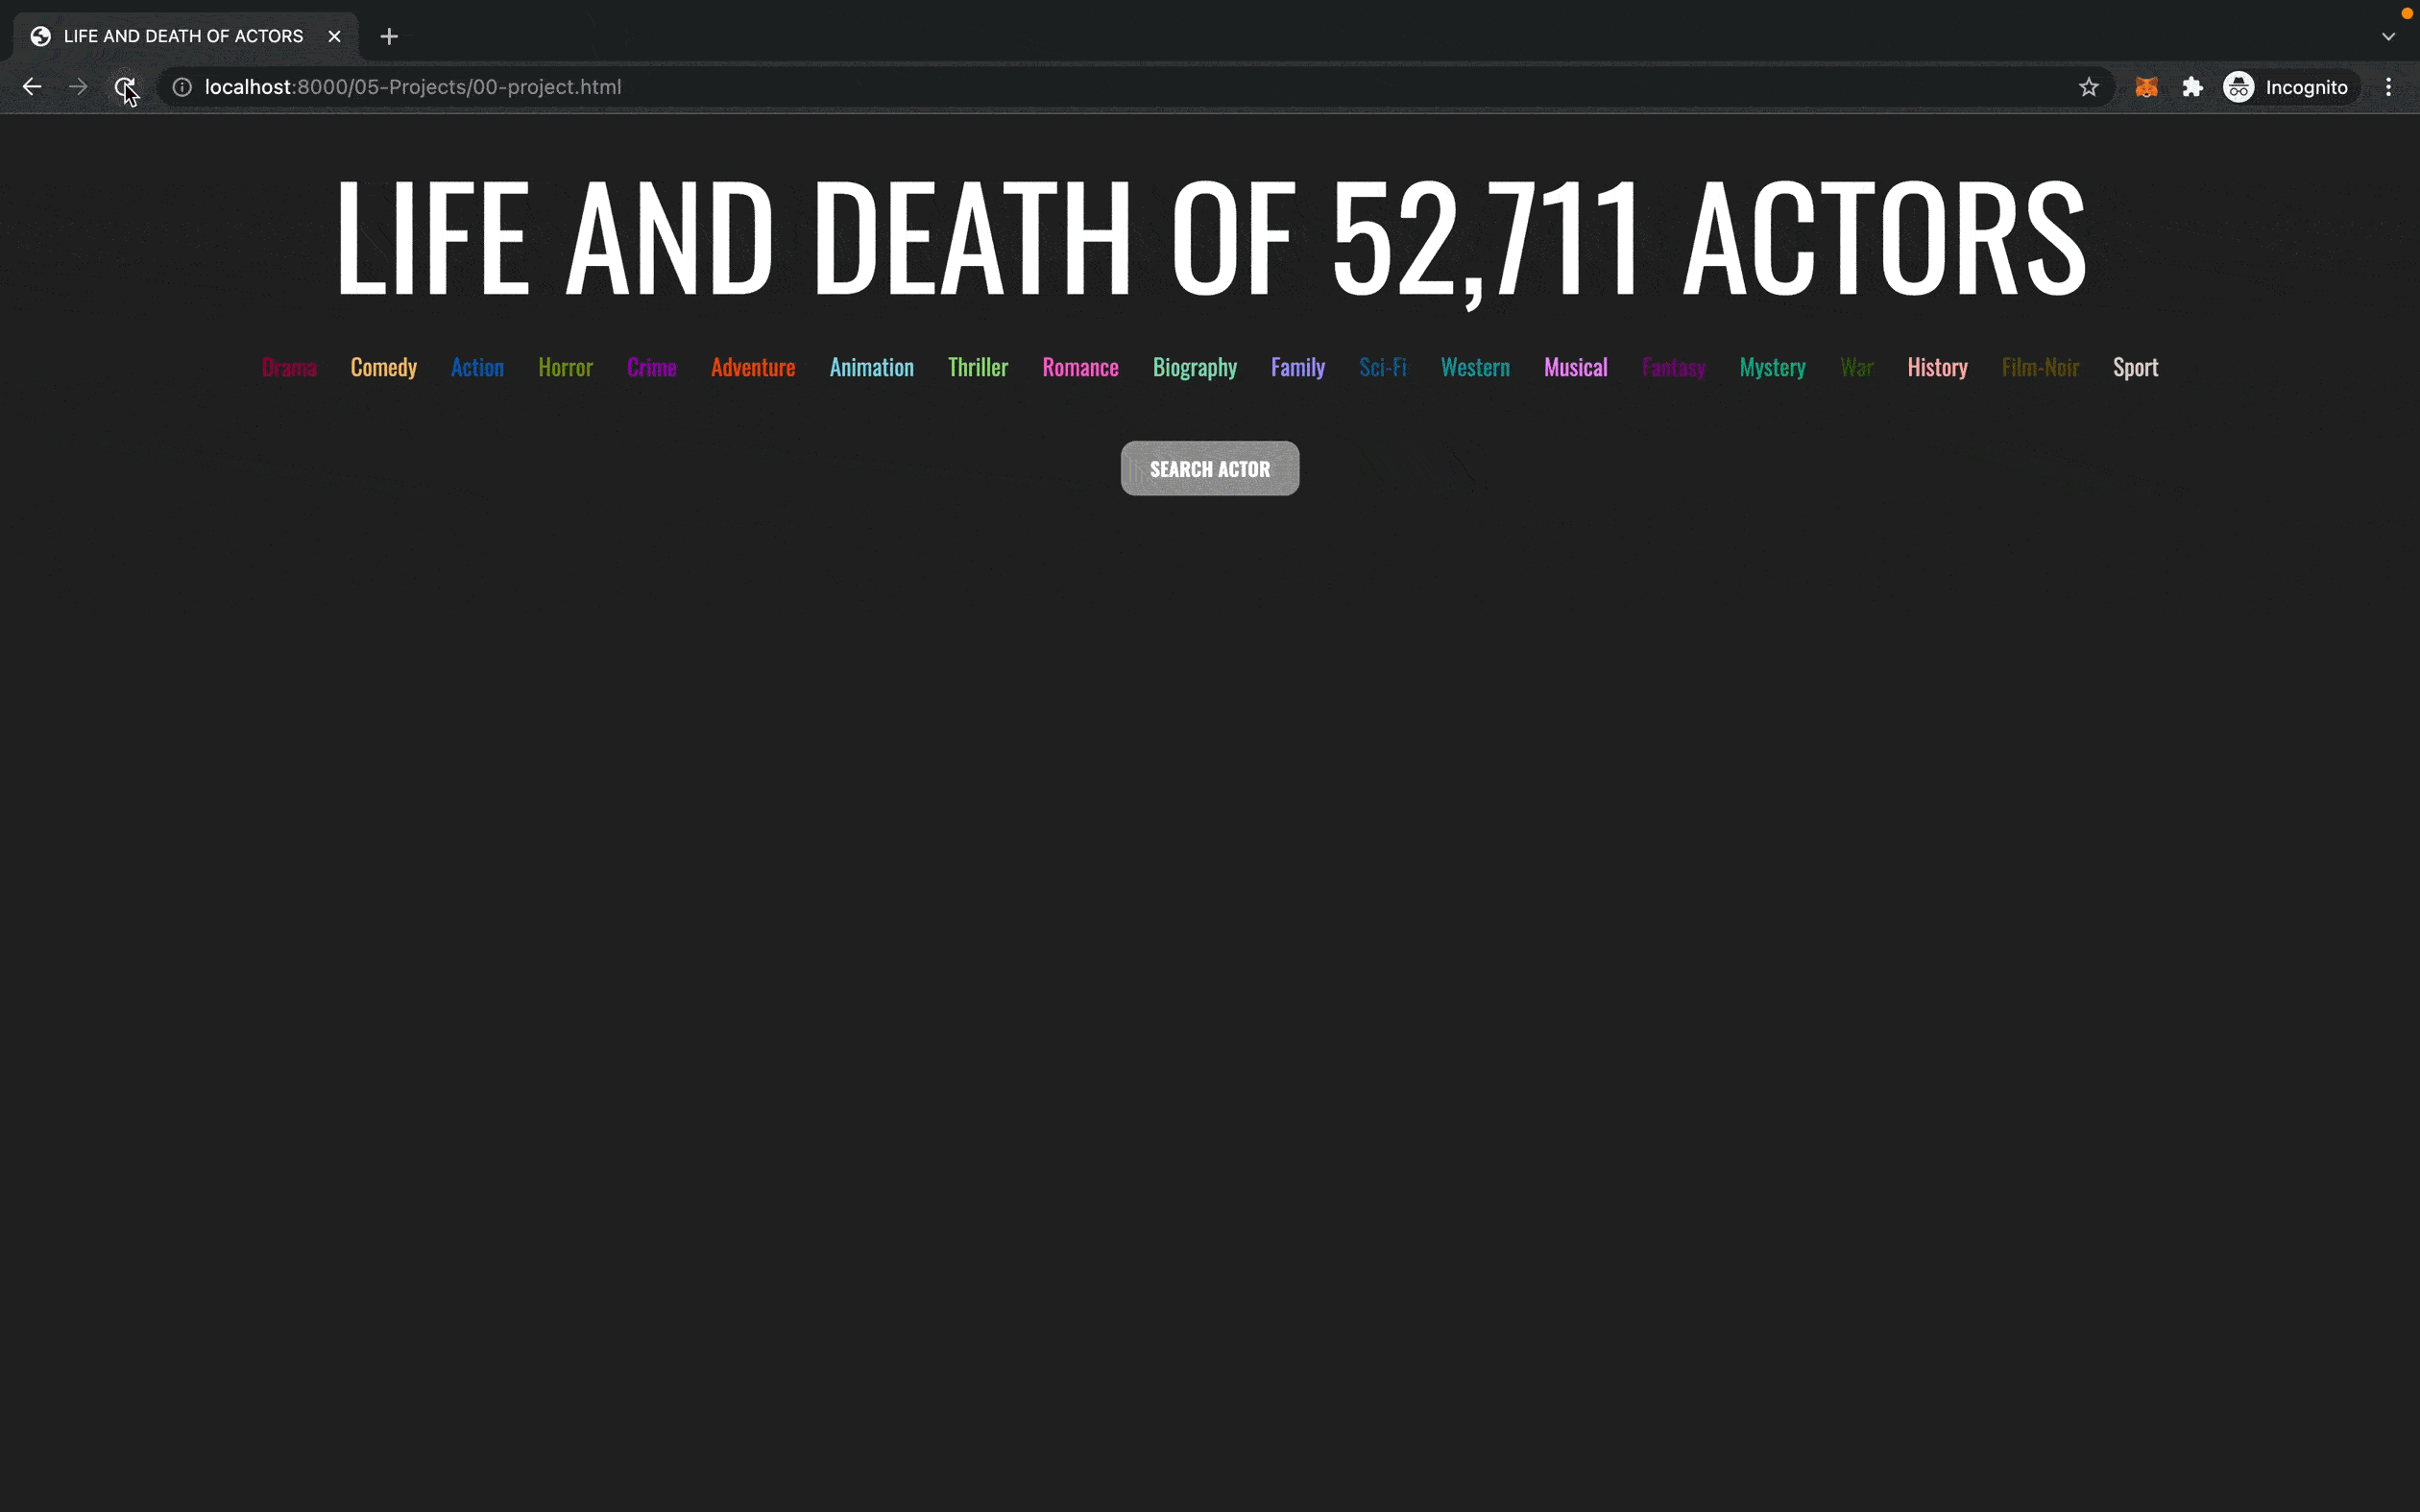 LIFE AND DEATH OF ACTORS
localhost:8000/05-Projects/00-project.html
Incognito
LIFE AND DEATH OF 52,711 ACTORS
Drama Comedy Action Horror Crime Adventure Animation Thriller Romance Biography Family Sci-Fi Western Musical Fantasy Mystery War History Film-Noir Sport
SEARCH ACTOR